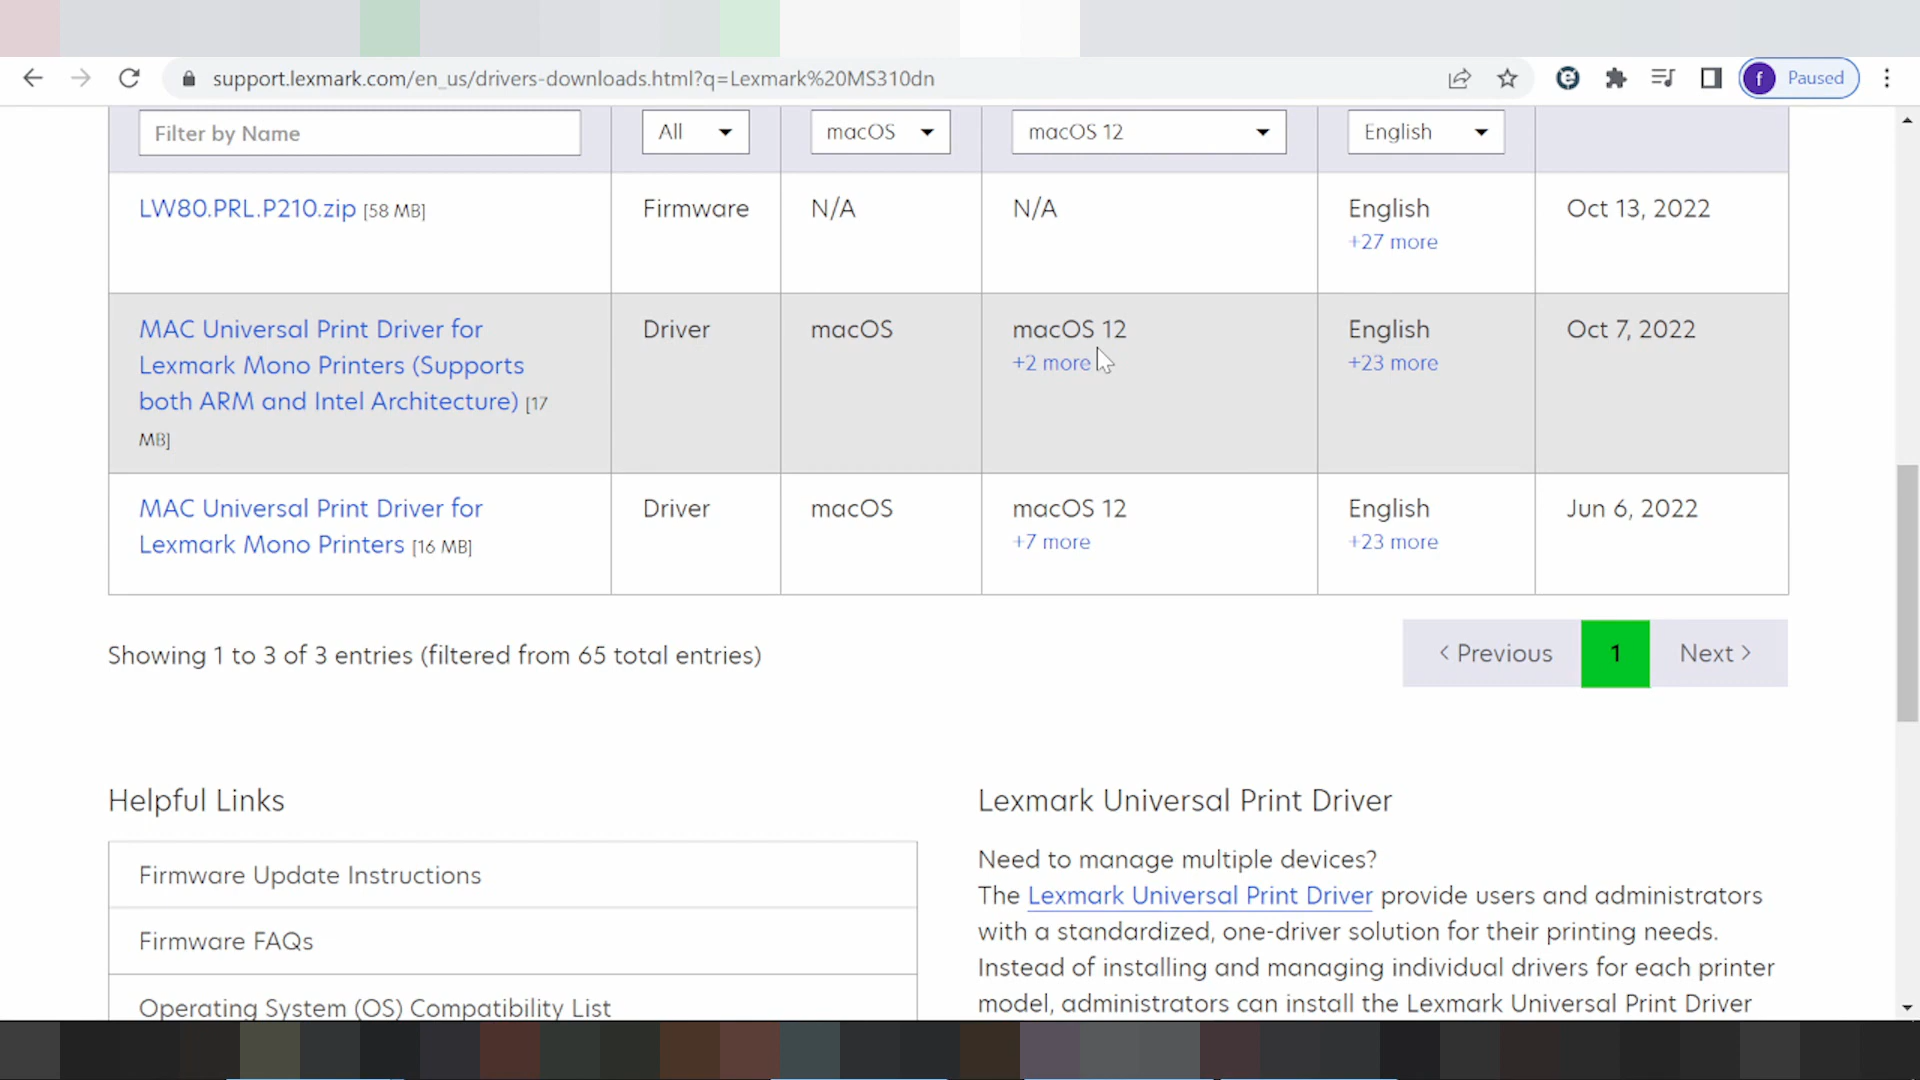 support.lexmark.com/en_us/drivers-downloads.html?q=Lexmark%20MS310dn
f Paused
Filter by Name
All
macOS
macOS 12
English
LW80.PRL.P210.zip [58 MB]
Firmware
N/A
N/A
English
+27 more
Oct 13, 2022
MAC Universal Print Driver for
Lexmark Mono Printers (Supports
both ARM and Intel Architecture) [17
MB]
Driver
macOS
macOS 12
+2 more
English
+23 more
Oct 7, 2022
MAC Universal Print Driver for
Lexmark Mono Printers [16 MB]
Driver
macOS
macOS 12
+7 more
English
+23 more
Jun 6, 2022
Showing 1 to 3 of 3 entries (filtered from 65 total entries)
< Previous
1
Next >
Helpful Links
Firmware Update Instructions
Firmware FAQs
Operating System (OS) Compatibility List
Lexmark Universal Print Driver
Need to manage multiple devices?
The Lexmark Universal Print Driver provide users and administrators
with a standardized, one-driver solution for their printing needs.
Instead of installing and managing individual drivers for each printer
model, administrators can install the Lexmark Universal Print Driver